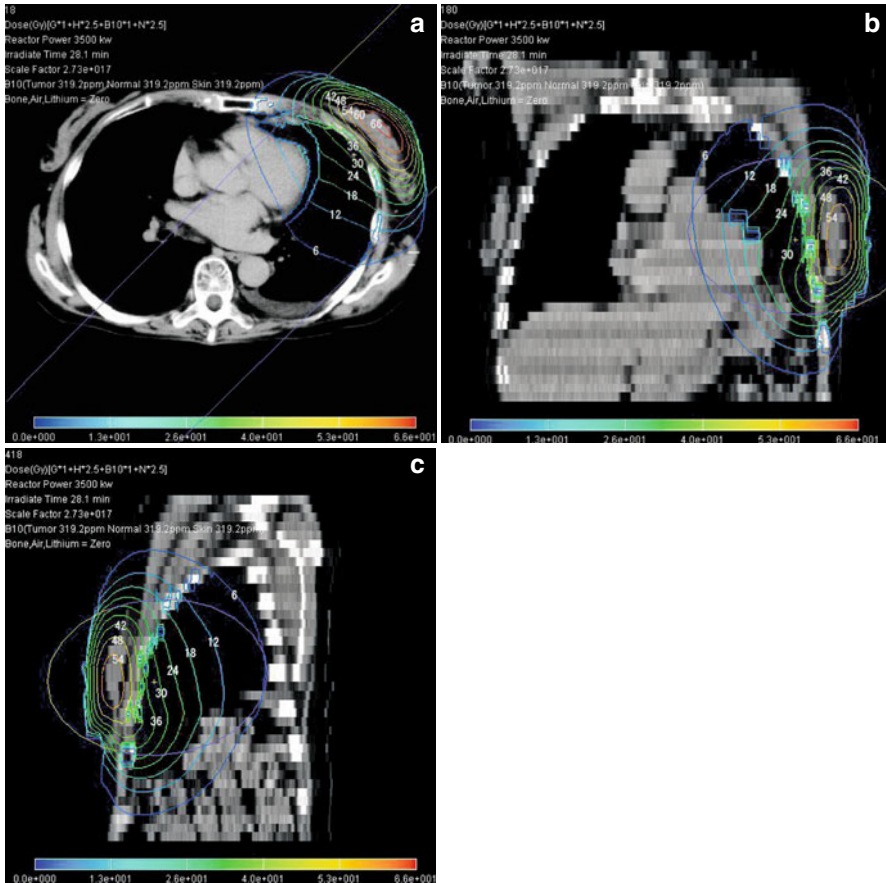 18
a
Dose(Gy)[G*1+H*2.5+B10*1+N*2.5]
Reactor Power 3500 kw
Irradiate Time 28.1 min
Scale Factor 2.73e+017
B10(Tumor 319.2ppm,Normal 319.2ppm Skin 319.2ppm)
Bone,Air,Lithium = Zero
42
48
54
60
66
36
30
24
18
12
6
0.0e+000 1.3e+001 2.6e+001 4.0e+001 5.3e+001 6.6e+001
180
b
Dose(Gy)[G*1+H*2.5+B10*1+N*2.5]
Reactor Power 3500 kw
Irradiate Time 28.1 min
Scale Factor 2.73e+017
B10(Tumor 319.2ppm,Normal 319.2ppm 319.2ppm)
Bone,Air,Lithium = Zero
6
12
18
24
30
36
42
48
54
0.0e+000 1.3e+001 2.6e+001 4.0e+001 5.3e+001 6.6e+001
418
c
Dose(Gy)[G*1+H*2.5+B10*1+N*2.5]
Reactor Power 3500 kw
Irradiate Time 28.1 min
Scale Factor 2.73e+017
B10(Tumor 319.2ppm Normal 319.2ppm Skin 319.2ppm
Bone,Air,Lithium = Zero
6
12
18
24
30
36
42
48
54
0.0e+000 1.3e+001 2.6e+001 4.0e+001 5.3e+001 6.6e+001